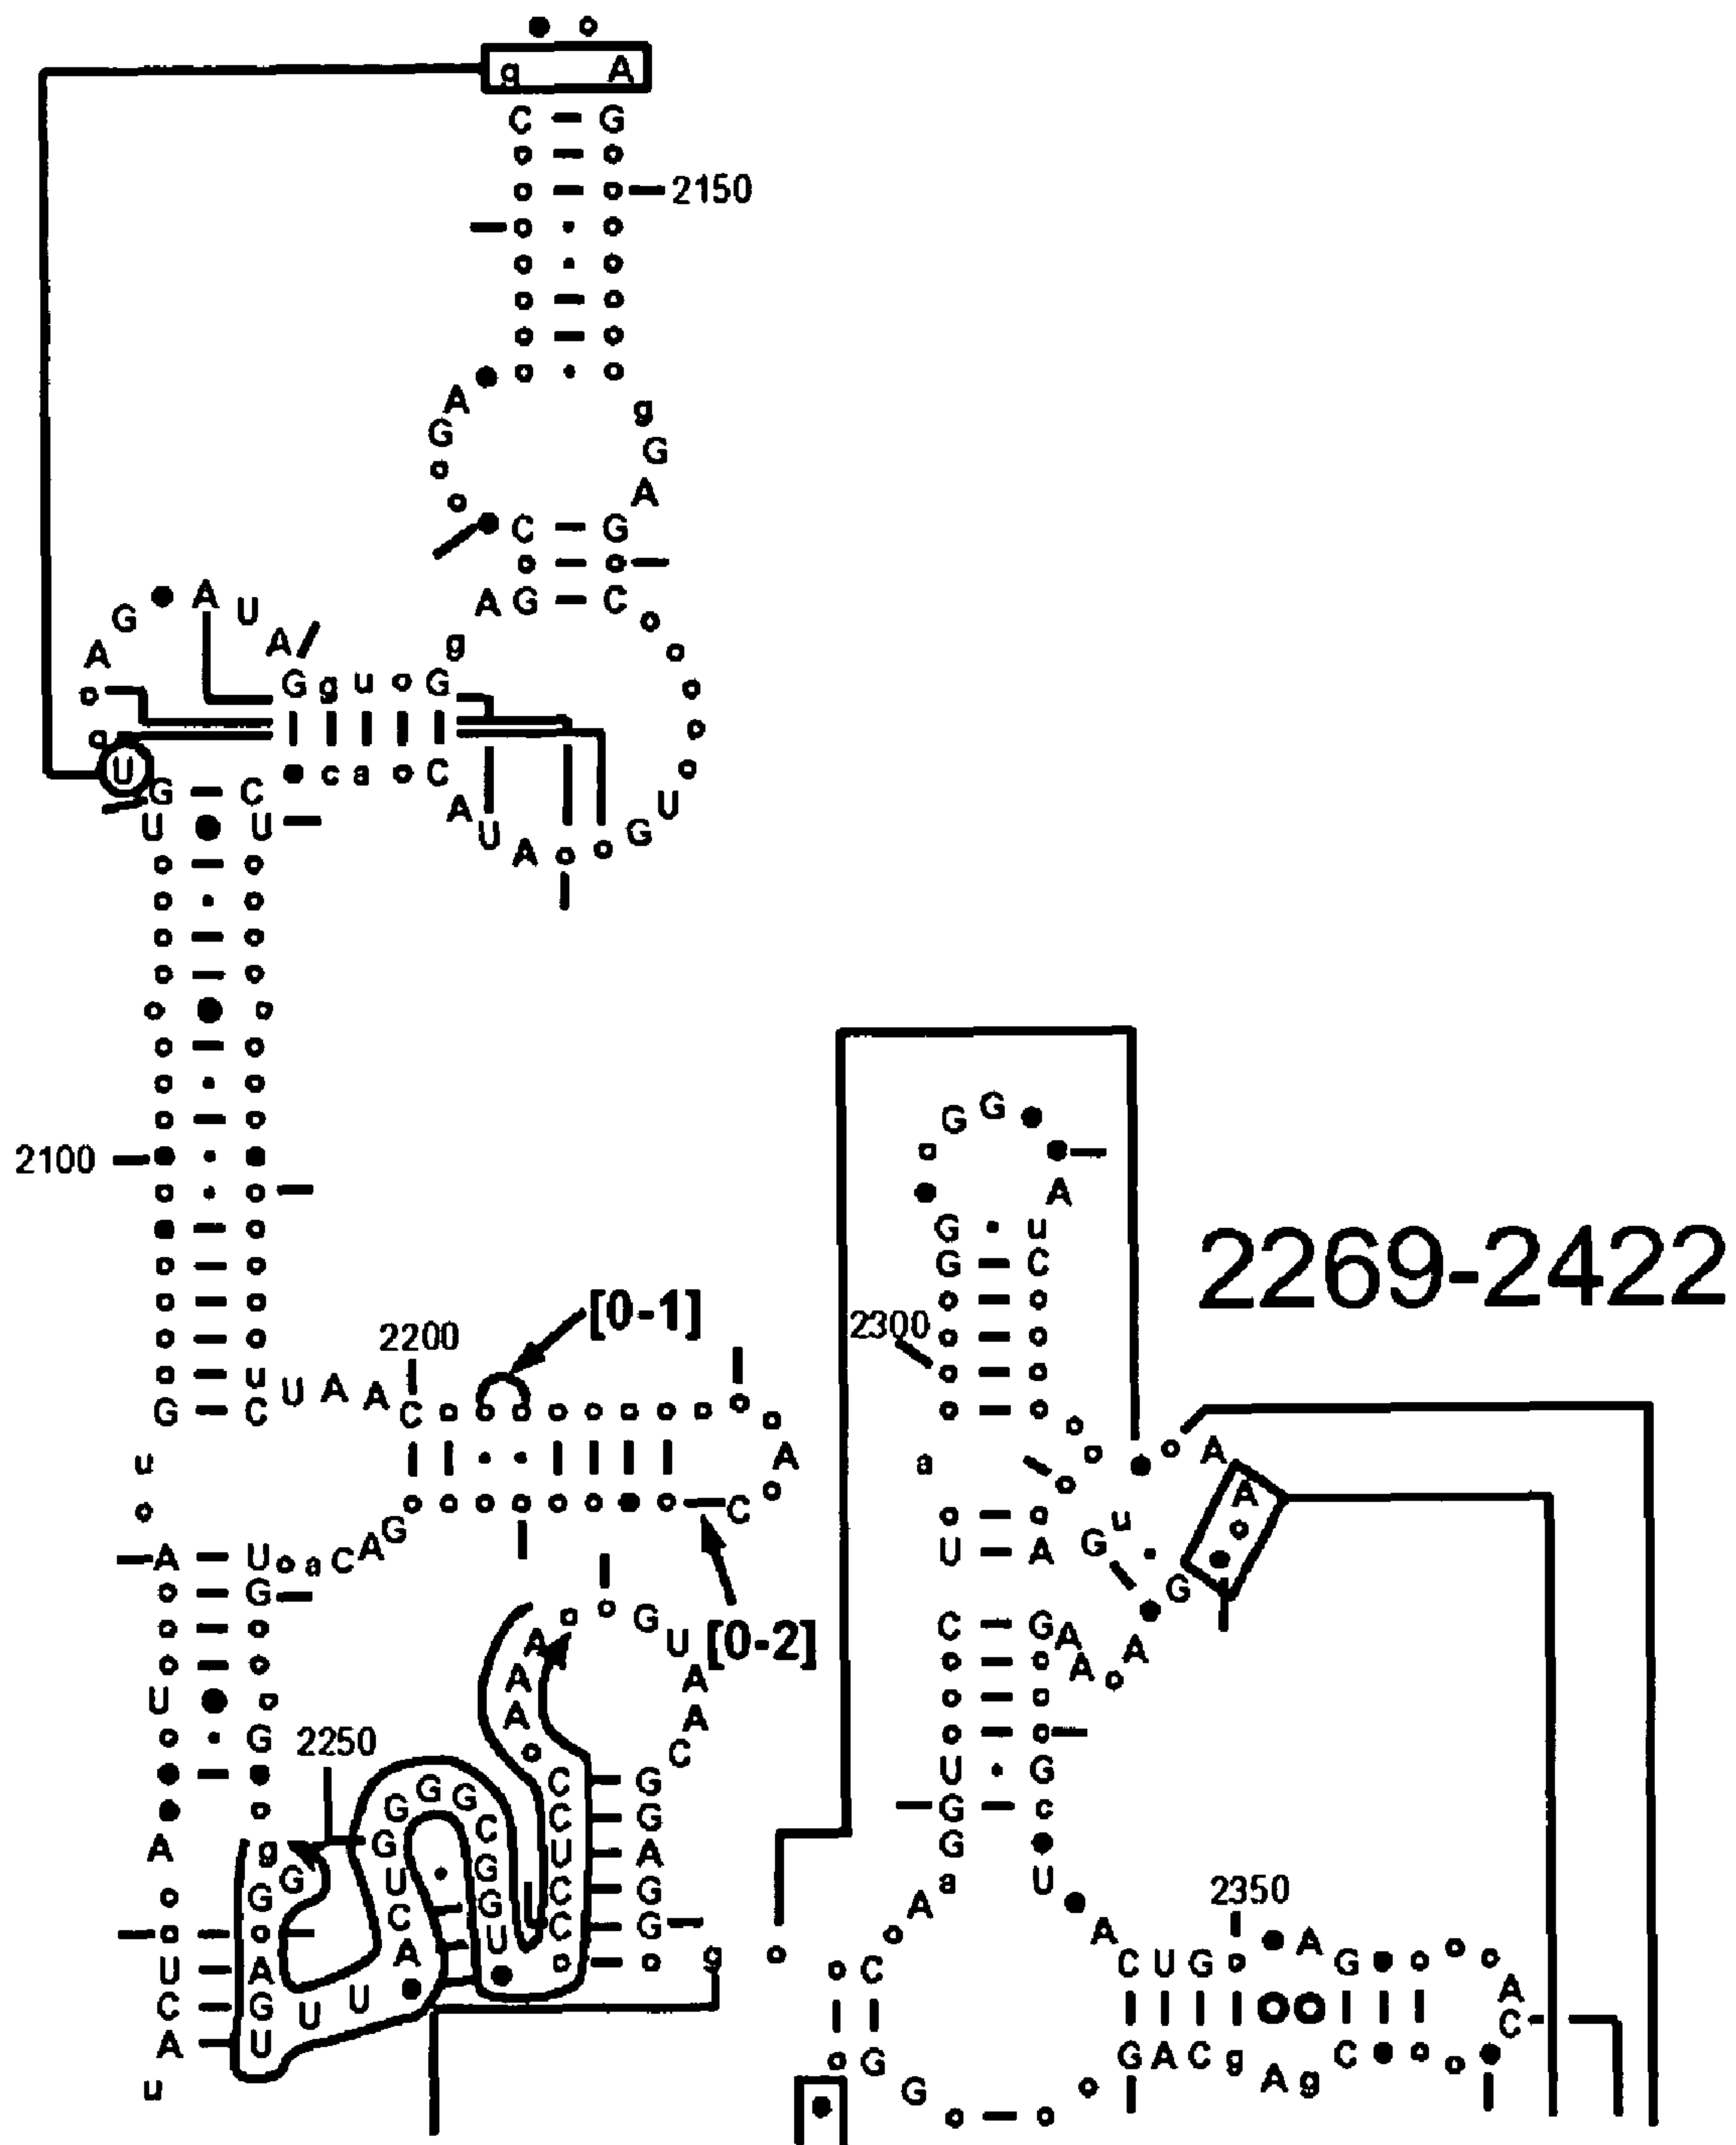 g A
C G
2150
A g
G G
A
C G
A G C
A U
G A g
A G g u o G
U c a o C
G C A U
U U U A G
G G
2100 A
G u
G C 2269-2422
[0-1]
2200 2300
u
U A A C A
G C A a A
u C u
G G
A U o a C A U A G
G G
A G U [0-2] C G A
A A A A
U A
G 2250 A C
G G G C G U G
G C C G G c
A g G G U G G
G U C A U 2350
G C G C G A
A U C G A
U A A C U G A G A
C G U U g C C
A U G G A C g C
u G A g